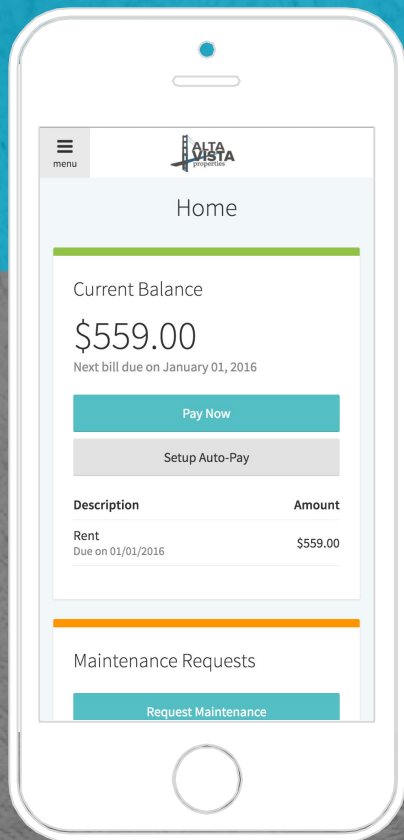 menu
ALTA
VISTA
properties
Home
Current Balance
$559.00
Next bill due on January 01, 2016
Pay Now
Setup Auto-Pay
Description Amount
Rent
Due on 01/01/2016 $559.00
Maintenance Requests
Request Maintenance